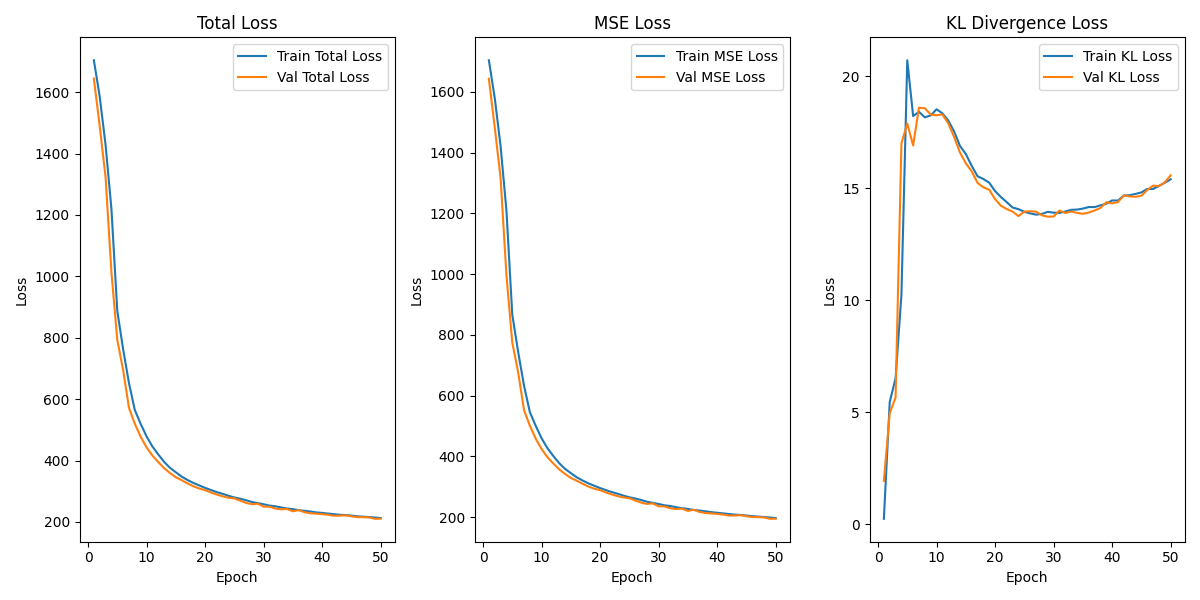 Total Loss
Train Total Loss
Val Total Loss
1600
1400
1200
1000
800
600
400
200
Loss
0 10 20 30 40 50
Epoch
MSE Loss
Train MSE Loss
Val MSE Loss
1600
1400
1200
1000
800
600
400
200
Loss
0 10 20 30 40 50
Epoch
KL Divergence Loss
Train KL Loss
Val KL Loss
20
15
10
5
0
Loss
0 10 20 30 40 50
Epoch